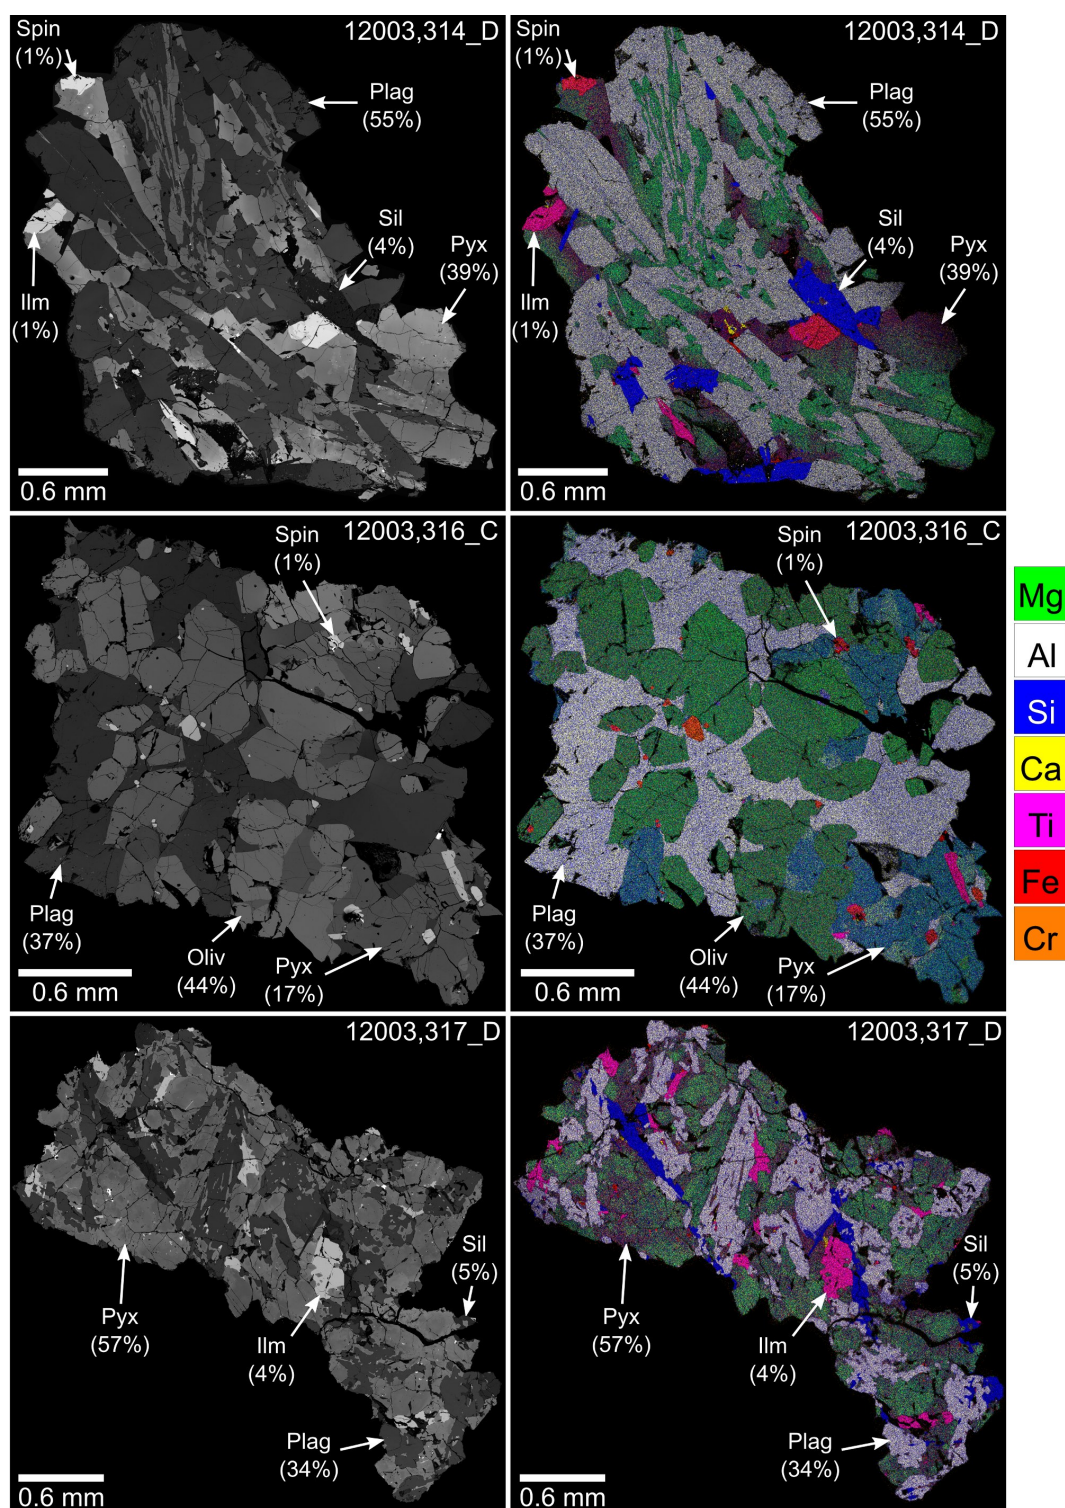 12003,314_D
Spin
(1%)
Plag
(55%)
Sil
(4%)
Pyx
(39%)
Ilm
(1%)
0.6 mm
12003,314_D
Spin
(1%)
Plag
(55%)
Sil
(4%)
Pyx
(39%)
Ilm
(1%)
0.6 mm
12003,316_C
Spin
(1%)
Plag
(37%)
Oliv
(44%)
Pyx
(17%)
0.6 mm
12003,316_C
Spin
(1%)
Plag
(37%)
Oliv
(44%)
Pyx
(17%)
0.6 mm
12003,317_D
Sil
(5%)
Pyx
(57%)
Ilm
(4%)
Plag
(34%)
0.6 mm
12003,317_D
Sil
(5%)
Pyx
(57%)
Ilm
(4%)
Plag
(34%)
0.6 mm
Mg
Al
Si
Ca
Ti
Fe
Cr